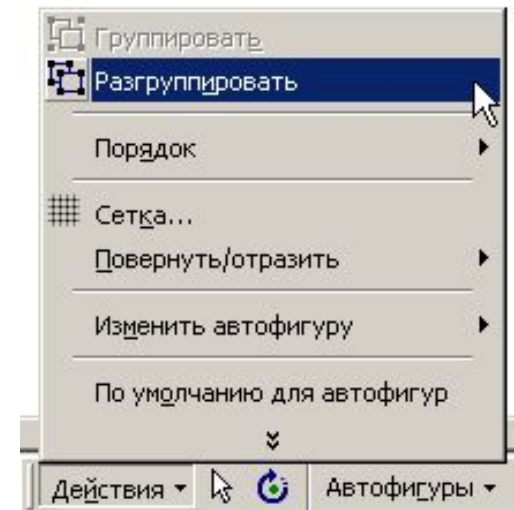 Группировать
Разгруппировать
Порядок
Сетка...
Повернуть/отразить
Изменить автофигуру
По умолчанию для автофигур
Действия Автофигуры